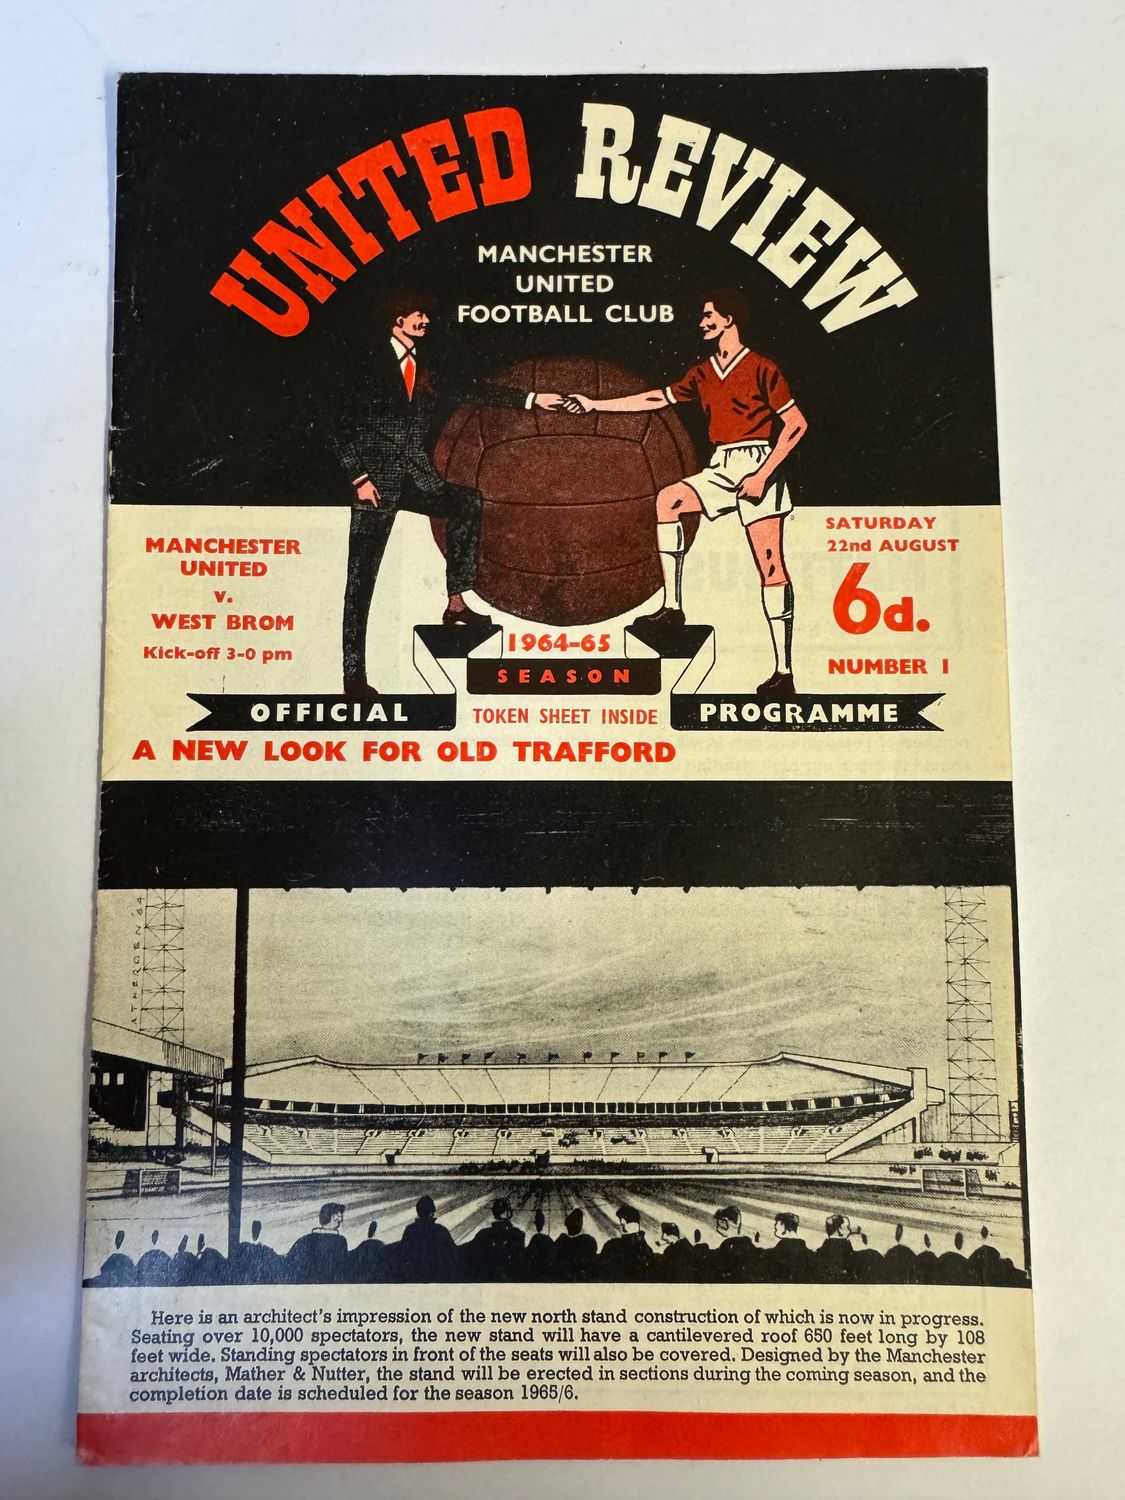 UNITED REVIEW
MANCHESTER
UNITED
FOOTBALL CLUB
MANCHESTER
UNITED
v.
WEST BROM
Kick-off 3-0 pm
SATURDAY
22nd AUGUST
6d.
NUMBER 1
1964-65
SEASON
OFFICIAL
TOKEN SHEET INSIDE
PROGRAMME
A NEW LOOK FOR OLD TRAFFORD
ATHERDEN 64
Here is an architect's impression of the new north stand construction of which is now in progress.
Seating over 10,000 spectators, the new stand will have a cantilevered roof 650 feet long by 108
feet wide. Standing spectators in front of the seats will also be covered. Designed by the Manchester
architects, Mather & Nutter, the stand will be erected in sections during the coming season, and the
completion date is scheduled for the season 1965/6.